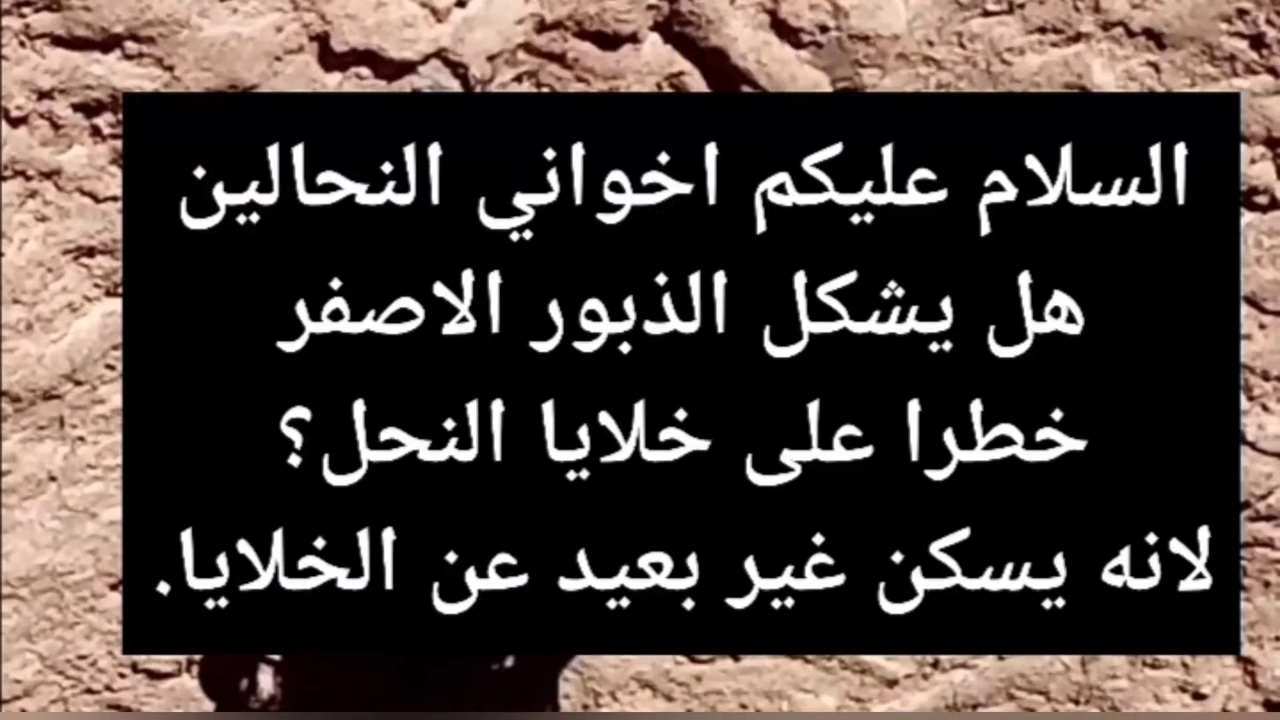 السلام عليكم اخواني النحالين
هل يشكل الذبور الاصفر
خطرا على خلايا النحل؟
لانه يسكن غير بعيد عن الخلايا.